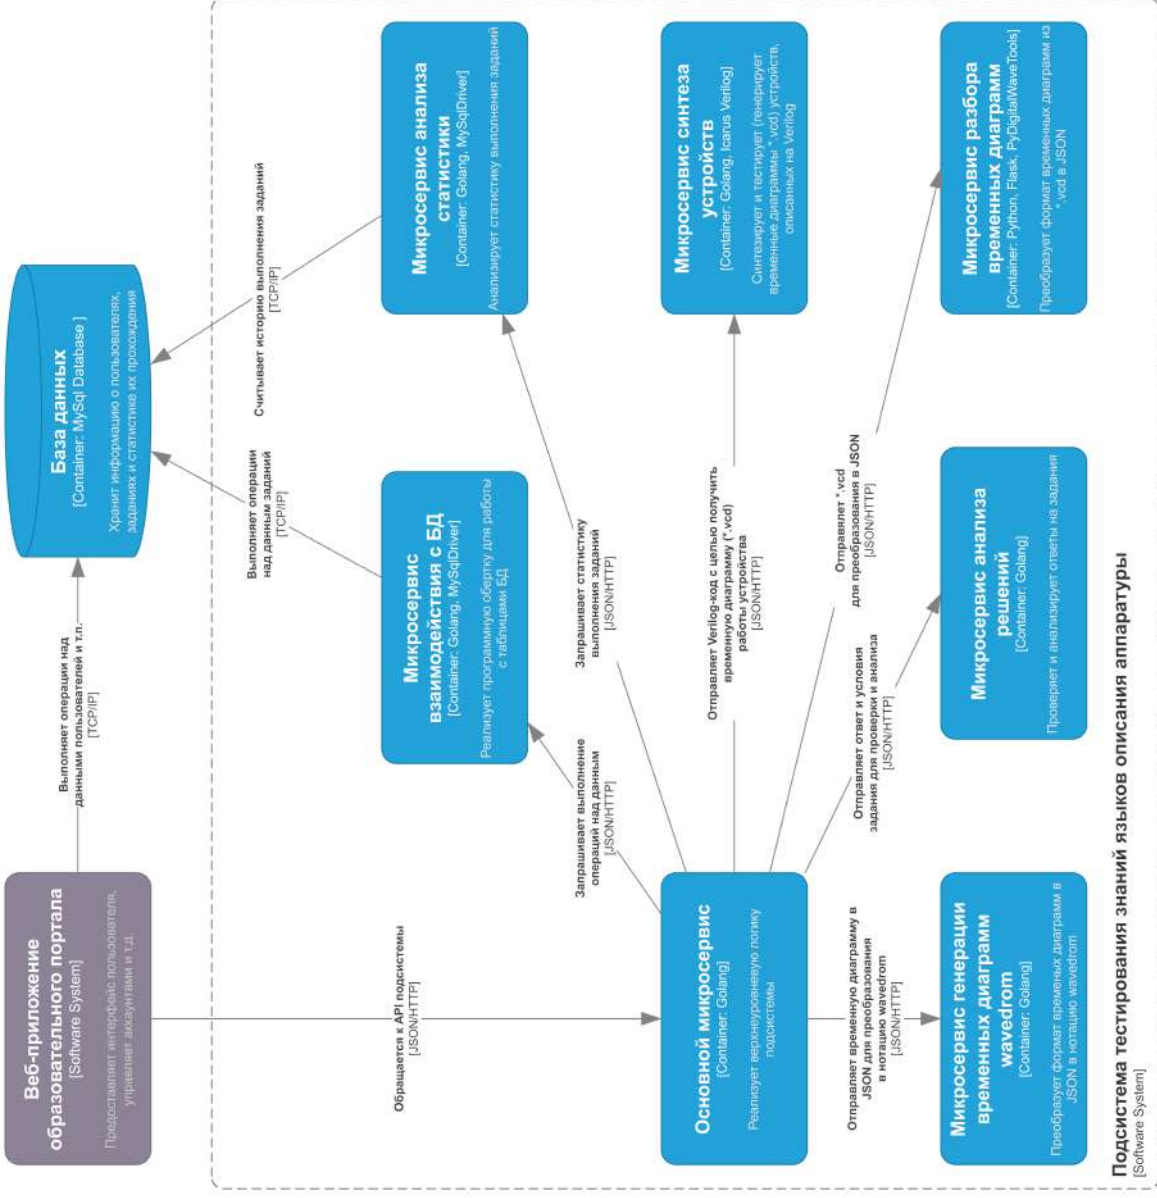 Веб-приложение
образовательного портала
[Software System]
Предоставляет интерфейс пользователя,
управляет аккаунтами и т.д.
Выполняет операции над
данными пользователей и т.п.
[TCP/IP]
База данных
[Container: MySql Database ]
Хранит информацию о пользователях,
заданиях и статистике их прохождения
Обращается к API подсистемы
[JSON/HTTP]
Выполняет операции
над данным заданий
[TCP/IP]
Считывает историю выполнения заданий
[TCP/IP]
Микросервис
взаимодействия с БД
[Container: Golang, MySqlDriver]
Реализует программную обертку для работы
с таблицами БД
Микросервис анализа
статистики
[Container: Golang, MySqlDriver]
Анализирует статистику выполнения заданий
Запрашивает выполнение
операций над данным
[JSON/HTTP]
Запрашивает статистику
выполнения заданий
[JSON/HTTP]
Основной микросервис
[Container: Golang]
Реализует верхнеуровневую логику
подсистемы
Отправляет Verilog-код с целью получить
временную диаграмму (*.vcd)
работы устройства
[JSON/HTTP]
Микросервис синтеза
устройств
[Container: Golang, Icarus Verilog]
Синтезирует и тестирует (генерирует
временные диаграммы *.vcd) устройств,
описанных на Verilog
Отправляет временную диаграмму в
JSON для преобразования
в нотацию wavedrom
[JSON/HTTP]
Отправляет ответ и условия
задания для проверки и анализа
[JSON/HTTP]
Отправялет *.vcd
для преобразования в JSON
[JSON/HTTP]
Микросервис генерации
временных диаграмм
wavedrom
[Container: Golang]
Преобразует формат временых диаграмм в
JSON в нотацию wavedrom
Микросервис анализа
решений
[Container: Golang]
Проверяет и анализирует ответы на задания
Микросервис разбора
временных диаграмм
[Container: Python, Flask, PyDigitalWaveTools]
Преобразует формат временных диаграмм из
*.vcd в JSON
Подсистема тестирования знаний языков описания аппаратуры
[Software System]